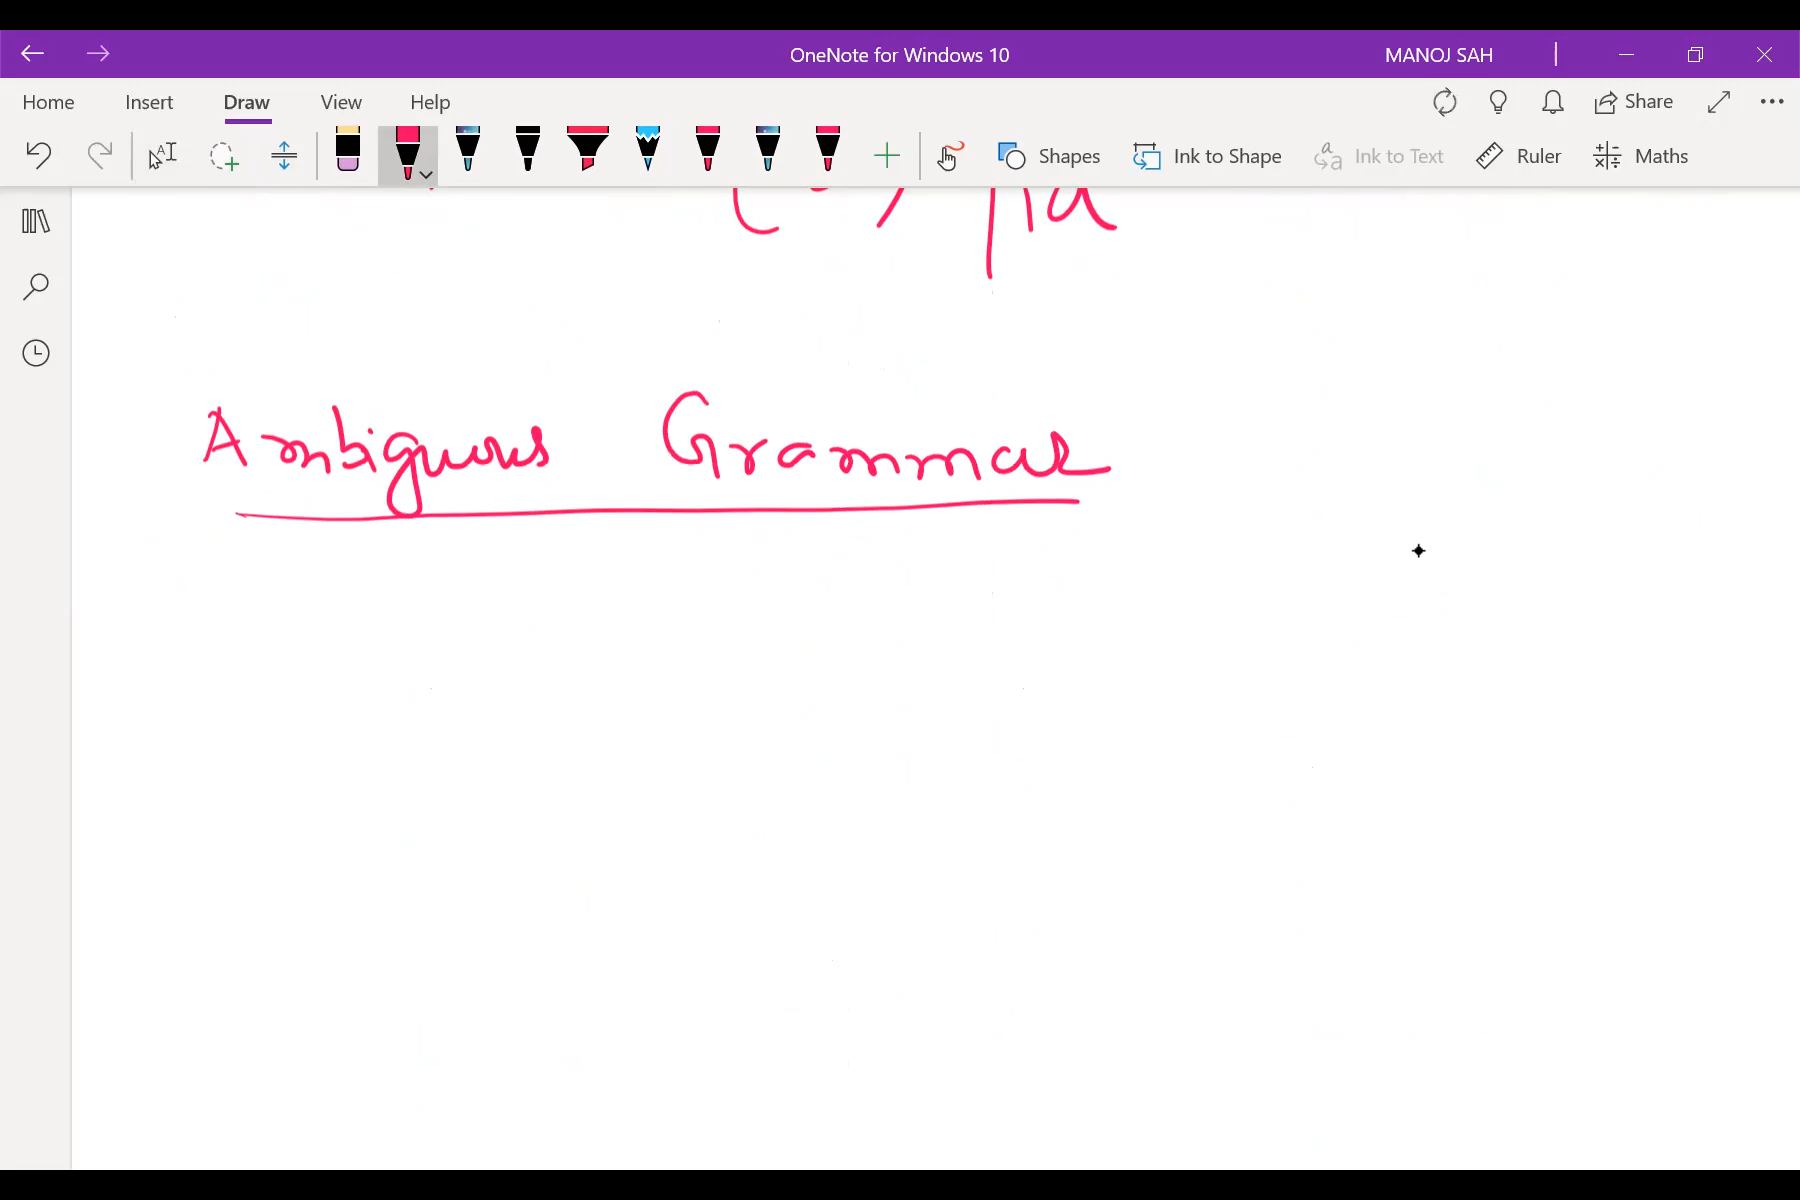 OneNote for Windows 10 MANOJ SAH
Home Insert Draw View Help Share
Shapes Ink to Shape Ink to Text Ruler Maths
Ambiguous Grammar